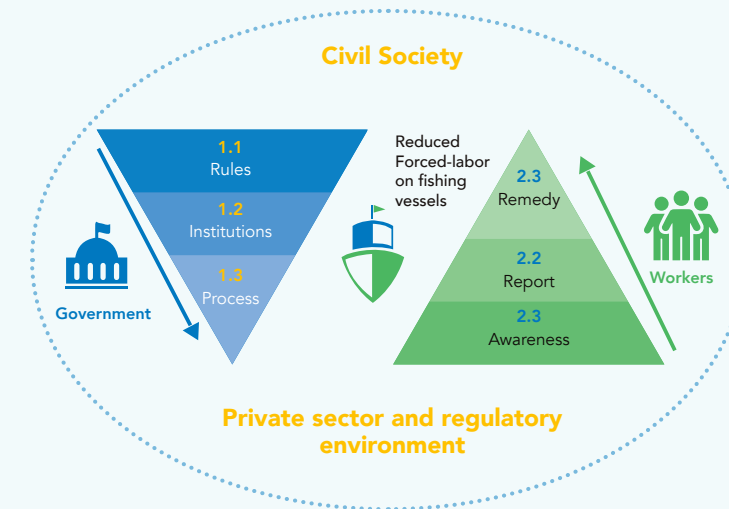 Civil Society
1.1
Rules
1.2
Institutions
1.3
Process
Government
Reduced
Forced-labor
on fishing
vessels
2.3
Remedy
2.2
Report
2.3
Awareness
Workers
Private sector and regulatory
environment